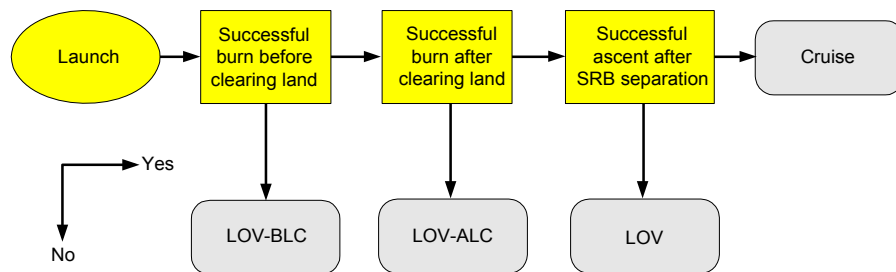 Launch
Successful
burn before
clearing land
Successful
burn after
clearing land
Successful
ascent after
SRB separation
Cruise
Yes
No
LOV-BLC
LOV-ALC
LOV